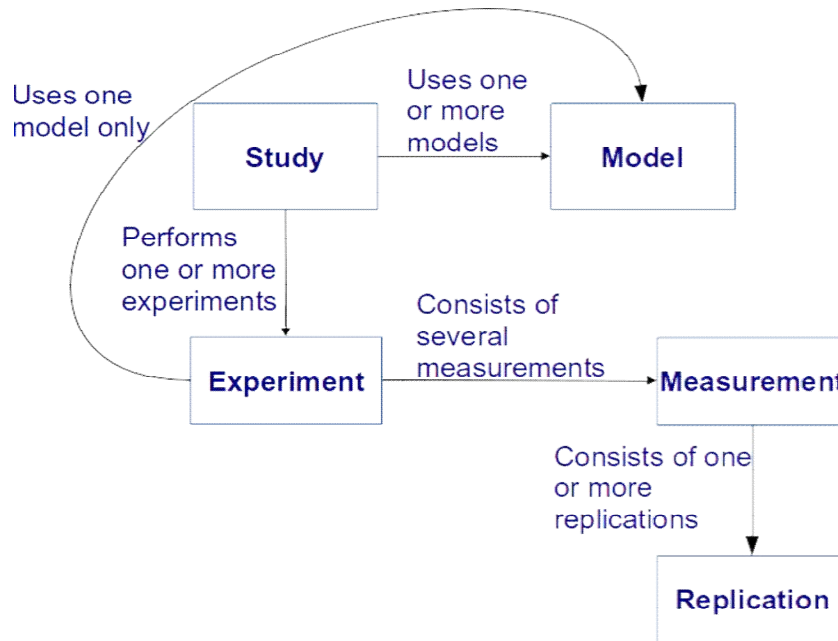 Uses one
model only
Study
Uses one
or more
models
Model
Performs
one or more
experiments
Experiment
Consists of
several
measurements
Measurement
Consists of one
or more
replications
Replication